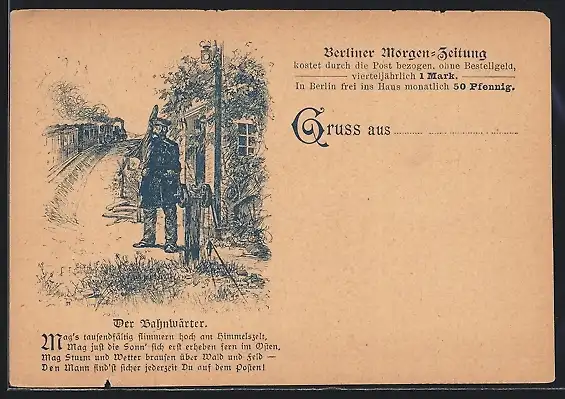 Berliner Morgen-Zeitung
kostet durch die Post bezogen, ohne Bestellgeld,
vierteljährlich 1 Mark.
In Berlin frei ins Haus monatlich 50 Pfennig.
Gruss aus
Der Bahnwärter.
Mag's tausendfältig flimmern hoch am Himmelszelt,
Mag just die Sonn' sich erst erheben fern im Osten,
Mag Sturm und Wetter brausen über Wald und Feld —
Den Mann find'st sicher jederzeit Du auf dem Posten!